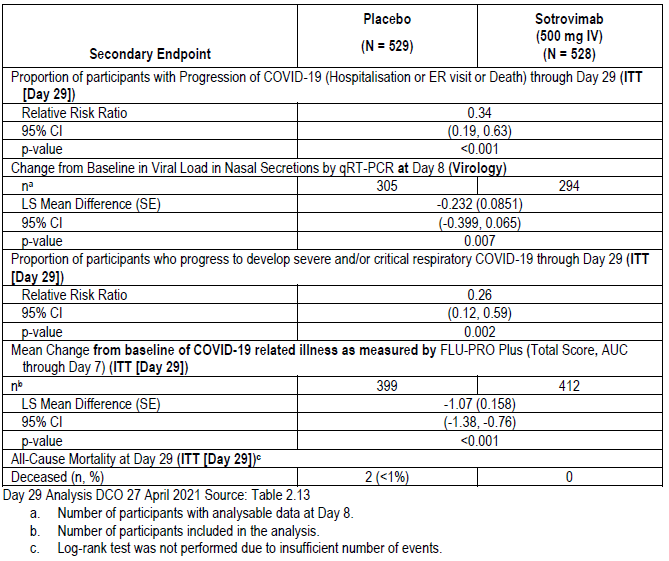 Secondary Endpoint Placebo (N = 529) Sotrovimab (500 mg IV) (N = 528)
Proportion of participants with Progression of COVID-19 (Hospitalisation or ER visit or Death) through Day 29 (ITT
[Day 29])
Relative Risk Ratio 0.34
95% CI (0.19, 0.63)
p-value <0.001
Change from Baseline in Viral Load in Nasal Secretions by qRT-PCR at Day 8 (Virology)
nª 305 294
LS Mean Difference (SE) -0.232 (0.0851)
95% CI (-0.399, 0.065)
p-value 0.007
Proportion of participants who progress to develop severe and/or critical respiratory COVID-19 through Day 29 (ITT
[Day 29])
Relative Risk Ratio 0.26
95% CI (0.12, 0.59)
p-value 0.002
Mean Change from baseline of COVID-19 related illness as measured by FLU-PRO Plus (Total Score, AUC
through Day 7) (ITT [Day 29])
nᵇ 399 412
LS Mean Difference (SE) -1.07 (0.158)
95% CI (-1.38, -0.76)
p-value <0.001
All-Cause Mortality at Day 29 (ITT [Day 29])ᶜ
Deceased (n, %) 2 (<1%) 0
Day 29 Analysis DCO 27 April 2021 Source: Table 2.13
a. Number of participants with analysable data at Day 8.
b. Number of participants included in the analysis.
c. Log-rank test was not performed due to insufficient number of events.